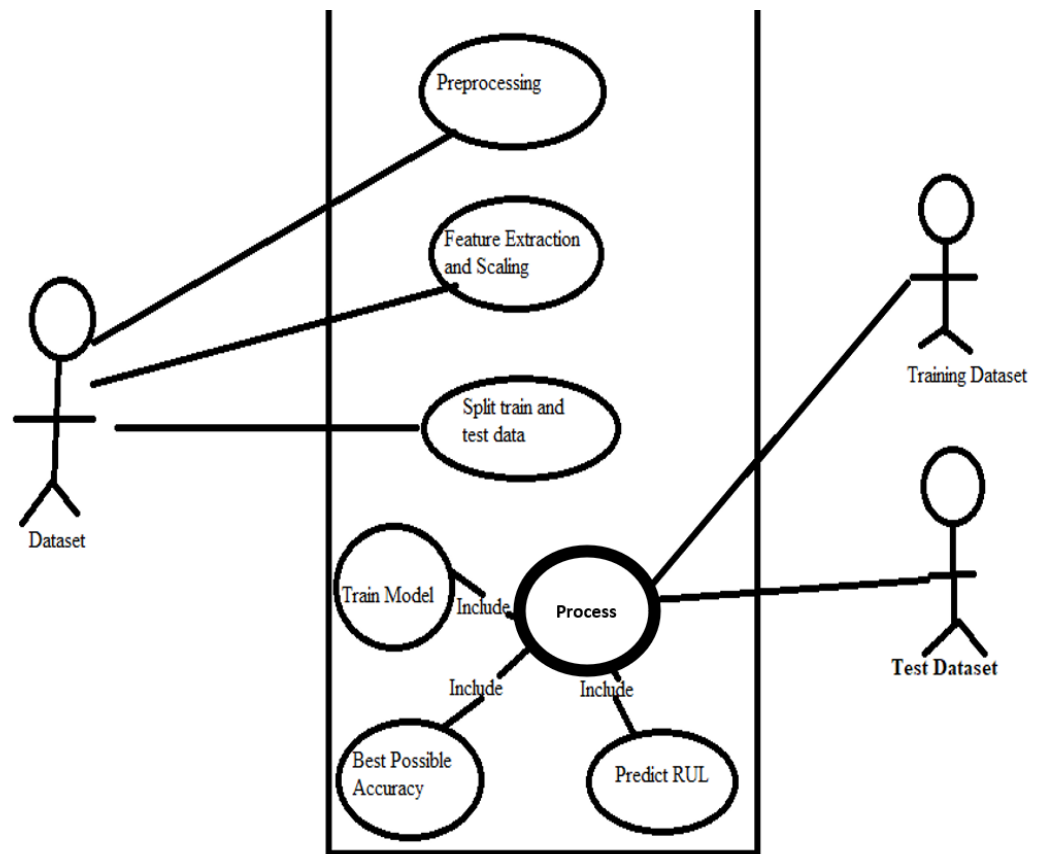 Preprocessing
Feature Extraction
and Scaling
Split train and
test data
Dataset
Training Dataset
Test Dataset
Train Model
Include
Process
Include
Include
Best Possible
Accuracy
Predict RUL